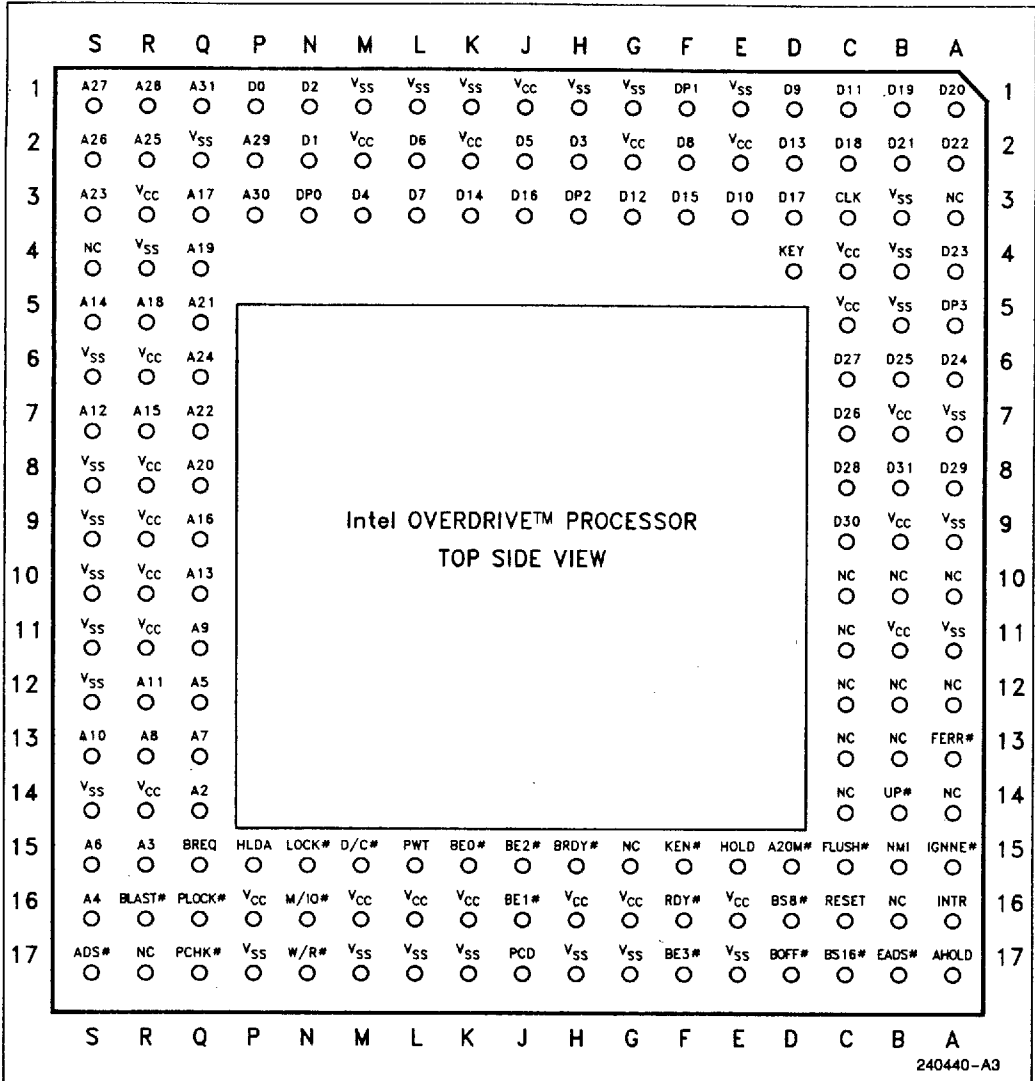 S R Q P N M L K J H G F E D C B A
1 A27 A28 A31 D0 D2 VSS VSS VSS VCC VSS VSS DP1 VSS D9 D11 D19 D20 1
2 A26 A25 VSS A29 D1 VCC D6 VCC D5 D3 VCC D8 VCC D13 D18 D21 D22 2
3 A23 VCC A17 A30 DP0 D4 D7 D14 D16 DP2 D12 D15 D10 D17 CLK VSS NC 3
4 NC VSS A19 KEY VCC VSS D23 4
5 A14 A18 A21 VCC VSS DP3 5
6 VSS VCC A24 D27 D25 D24 6
7 A12 A15 A22 D26 VCC VSS 7
8 VSS VCC A20 D28 D31 D29 8
9 VSS VCC A16 Intel OVERDRIVE™ PROCESSOR D30 VCC VSS 9
TOP SIDE VIEW
10 VSS VCC A13 NC NC NC 10
11 VSS VCC A9 NC VCC VSS 11
12 VSS A11 A5 NC NC NC 12
13 A10 A8 A7 NC NC FERR# 13
14 VSS VCC A2 NC UP# NC 14
15 A6 A3 BREQ HLDA LOCK# D/C# PWT BE0# BE2# BRDY# NC KEN# HOLD A20M# FLUSH# NMI IGNNE# 15
16 A4 BLAST# PLOCK# VCC M/IO# VCC VCC VCC BE1# VCC VCC RDY# VCC BS8# RESET NC INTR 16
17 ADS# NC PCHK# VSS W/R# VSS VSS VSS PCD VSS VSS BE3# VSS BOFF# BS16# EADS# AHOLD 17
S R Q P N M L K J H G F E D C B A
240440-A3